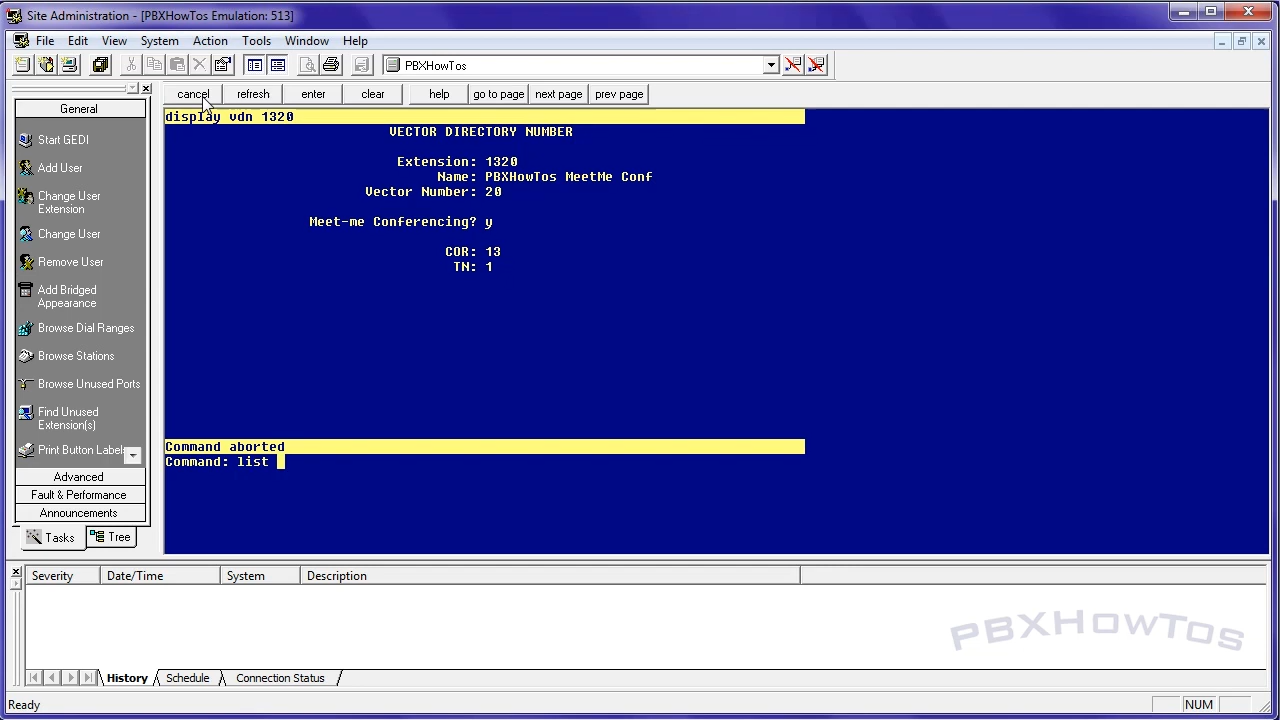 Site Administration - [PBXHowTos Emulation: 513]
File Edit View System Action Tools Window Help
PBXHowTos
cancel refresh enter clear help go to page next page prev page
General
Start GEDI
Add User
Change User
Extension
Change User
Remove User
Add Bridged
Appearance
Browse Dial Ranges
Browse Stations
Browse Unused Ports
Find Unused
Extension(s)
Print Button Labels
Advanced
Fault & Performance
Announcements
Tasks Tree
display vdn 1320
VECTOR DIRECTORY NUMBER
Extension: 1320
Name: PBXHowTos MeetMe Conf
Vector Number: 20
Meet-me Conferencing? y
COR: 13
TN: 1
Command aborted
Command: list
Severity Date/Time System Description
PBXHowTos
History Schedule Connection Status
Ready NUM